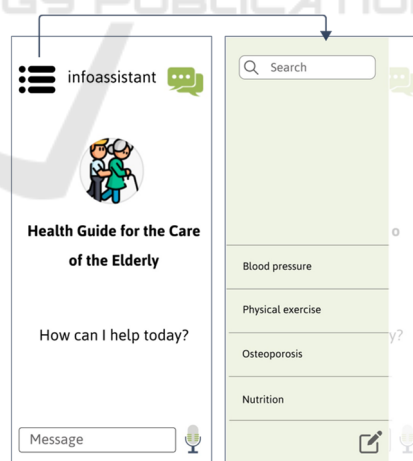 infoassistant
Health Guide for the Care
of the Elderly
How can I help today?
Message
Search
Blood pressure
Physical exercise
Osteoporosis
Nutrition
o
y?